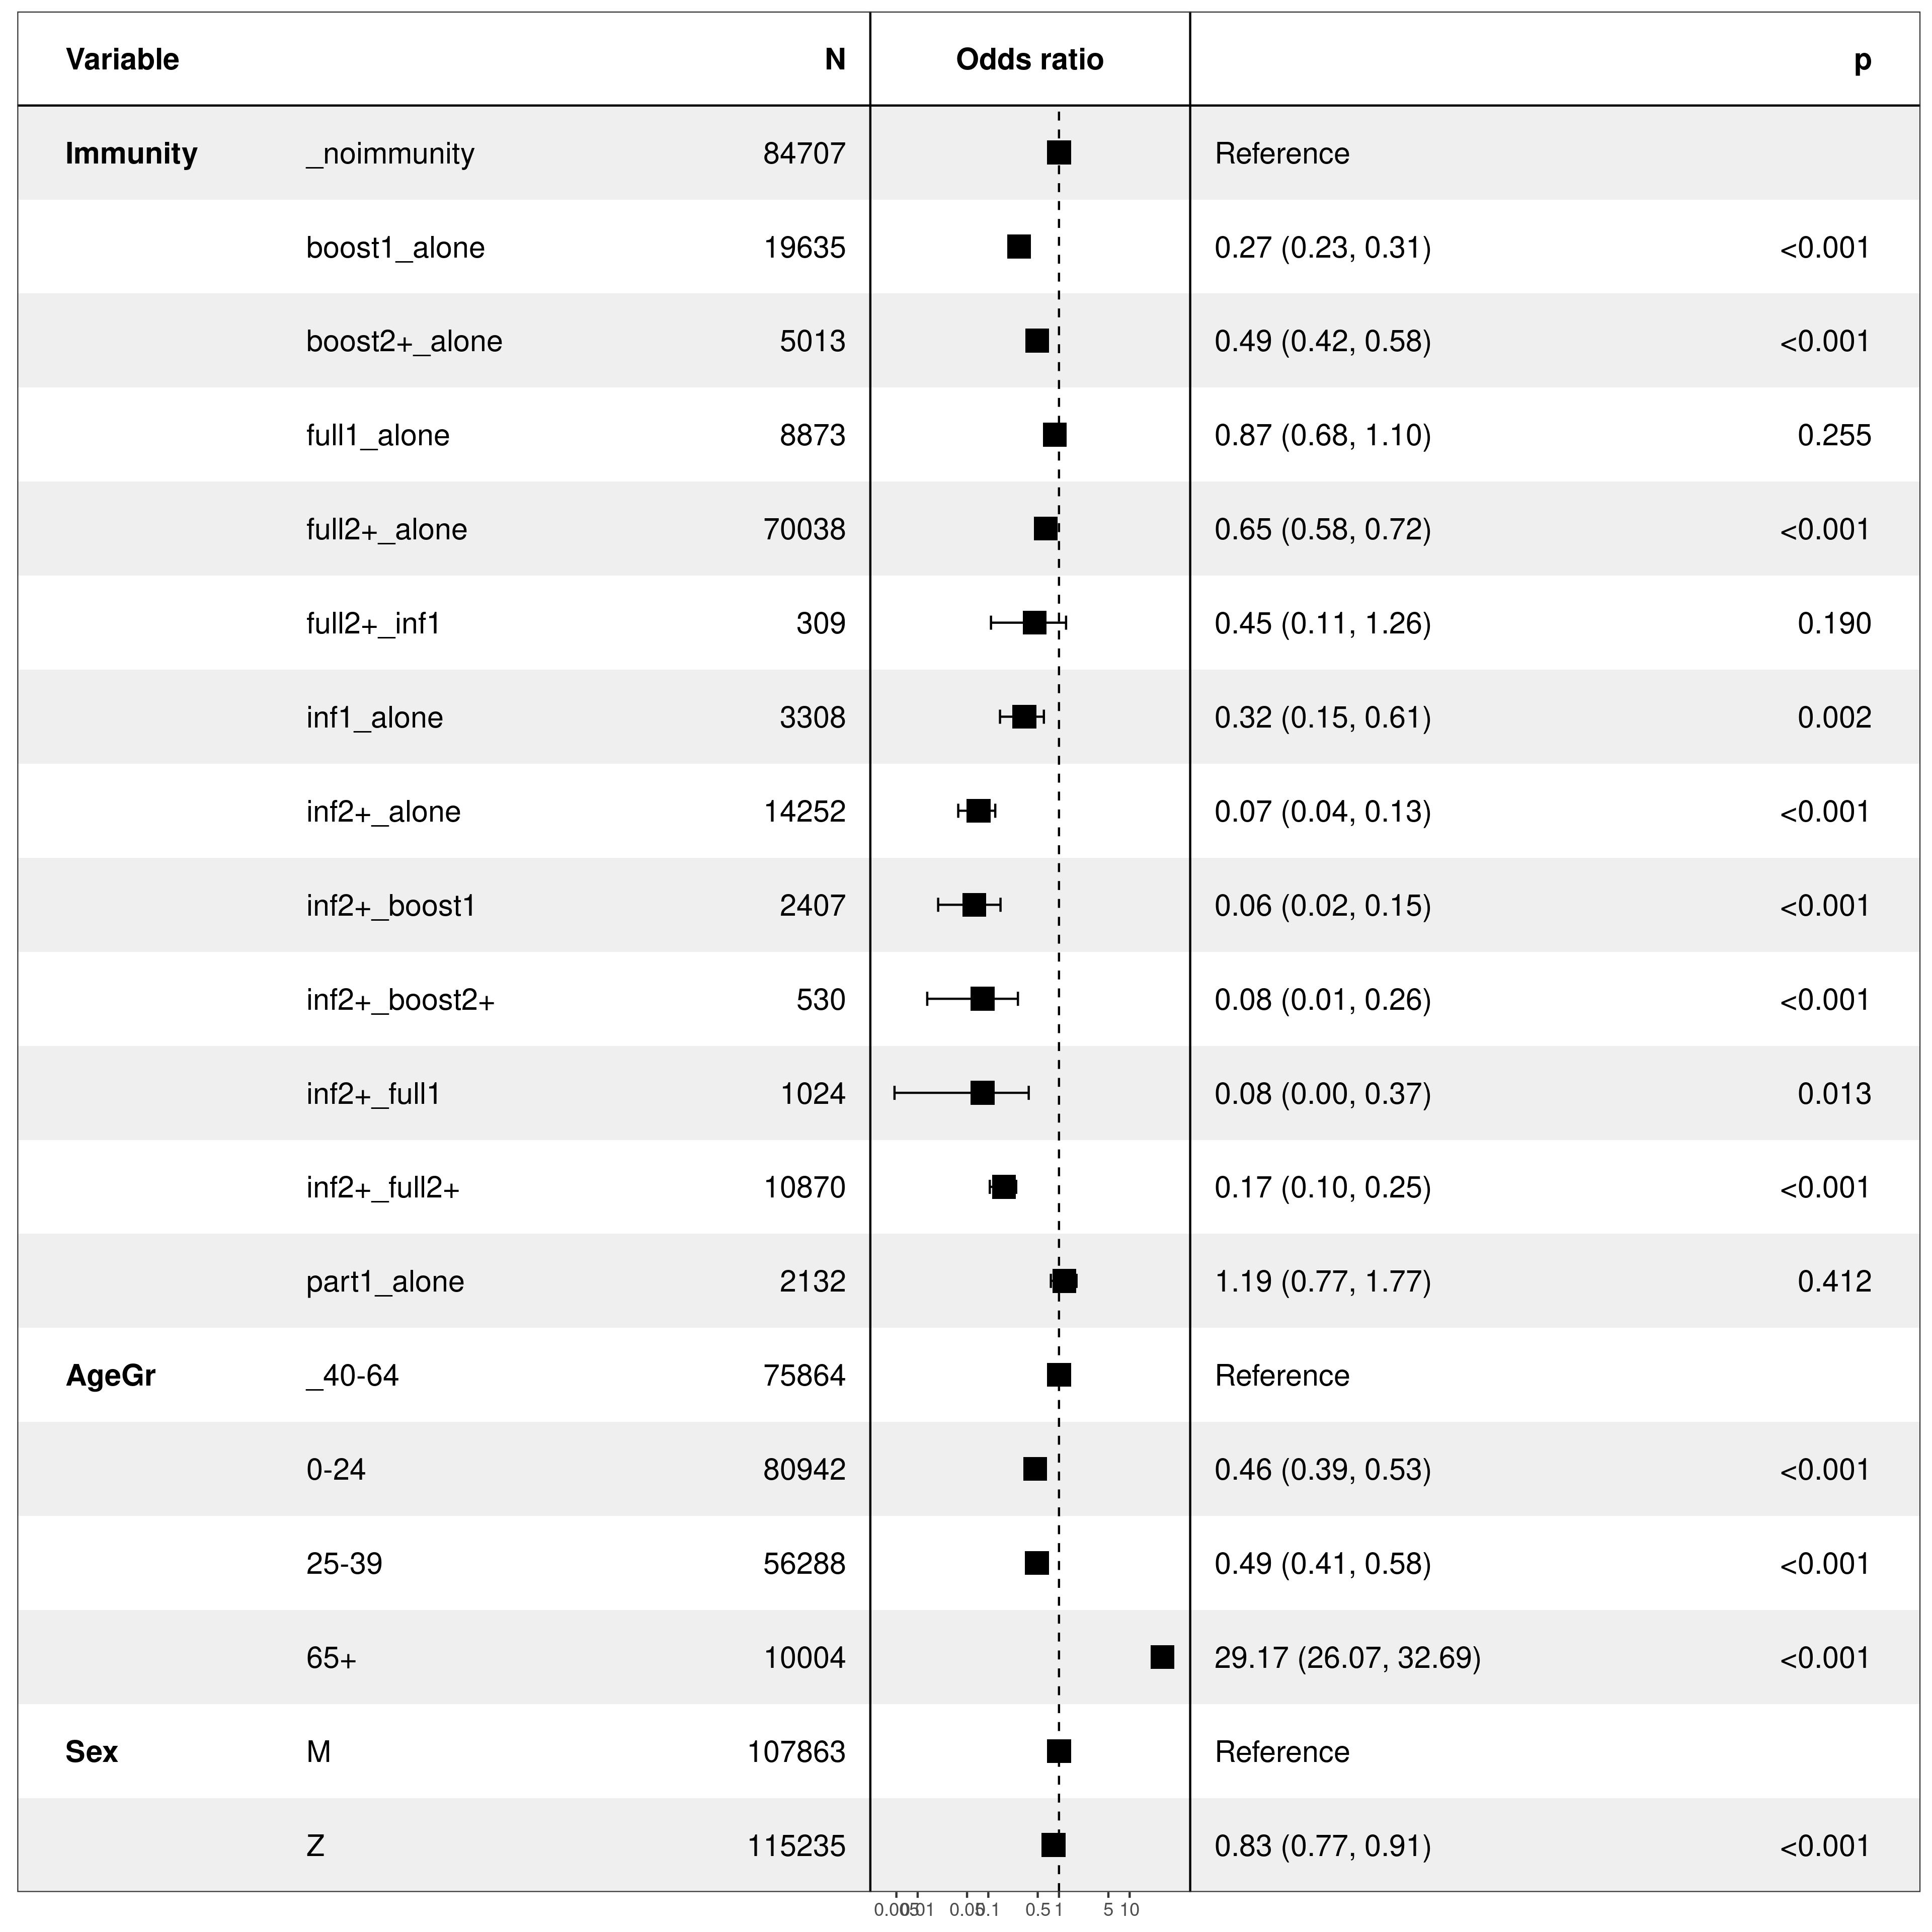 Variable N Odds ratio p
Immunity _noimmunity 84707 Reference
boost1_alone 19635 0.27 (0.23, 0.31) <0.001
boost2+_alone 5013 0.49 (0.42, 0.58) <0.001
full1_alone 8873 0.87 (0.68, 1.10) 0.255
full2+_alone 70038 0.65 (0.58, 0.72) <0.001
full2+_inf1 309 0.45 (0.11, 1.26) 0.190
inf1_alone 3308 0.32 (0.15, 0.61) 0.002
inf2+_alone 14252 0.07 (0.04, 0.13) <0.001
inf2+_boost1 2407 0.06 (0.02, 0.15) <0.001
inf2+_boost2+ 530 0.08 (0.01, 0.26) <0.001
inf2+_full1 1024 0.08 (0.00, 0.37) 0.013
inf2+_full2+ 10870 0.17 (0.10, 0.25) <0.001
part1_alone 2132 1.19 (0.77, 1.77) 0.412
AgeGr _40-64 75864 Reference
0-24 80942 0.46 (0.39, 0.53) <0.001
25-39 56288 0.49 (0.41, 0.58) <0.001
65+ 10004 29.17 (26.07, 32.69) <0.001
Sex M 107863 Reference
Z 115235 0.83 (0.77, 0.91) <0.001
0.005 0.01 0.05 0.1 0.5 1 5 10